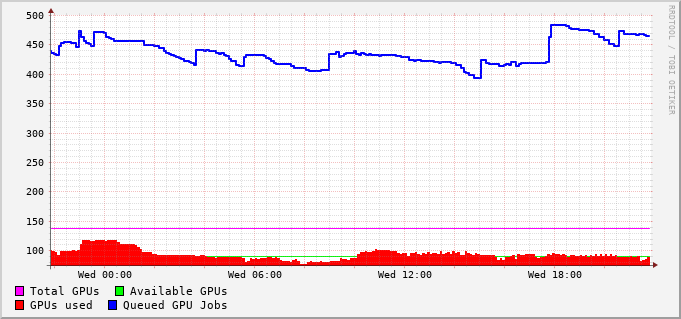 500
450
400
350
300
250
200
150
100
Wed 00:00 Wed 06:00 Wed 12:00 Wed 18:00
Total GPUs Available GPUs
GPUs used Queued GPU Jobs
RRDTOOL / TOBI OETIKER